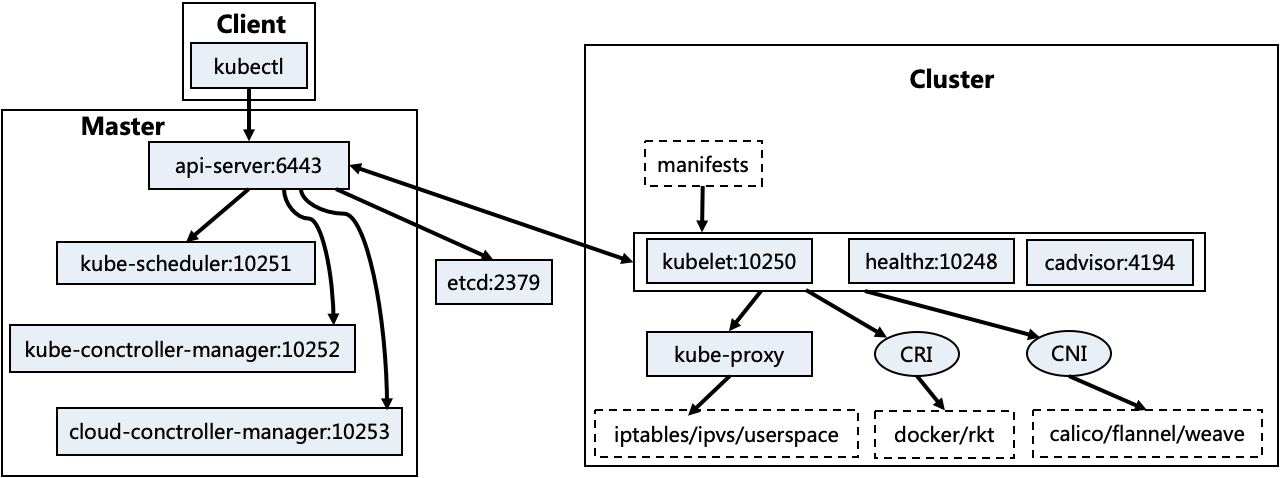 Client
kubectl
Master
api-server:6443
kube-scheduler:10251
kube-conctroller-manager:10252
cloud-conctroller-manager:10253
etcd:2379
Cluster
manifests
kubelet:10250
healthz:10248
cadvisor:4194
kube-proxy
CRI
CNI
iptables/ipvs/userspace
docker/rkt
calico/flannel/weave